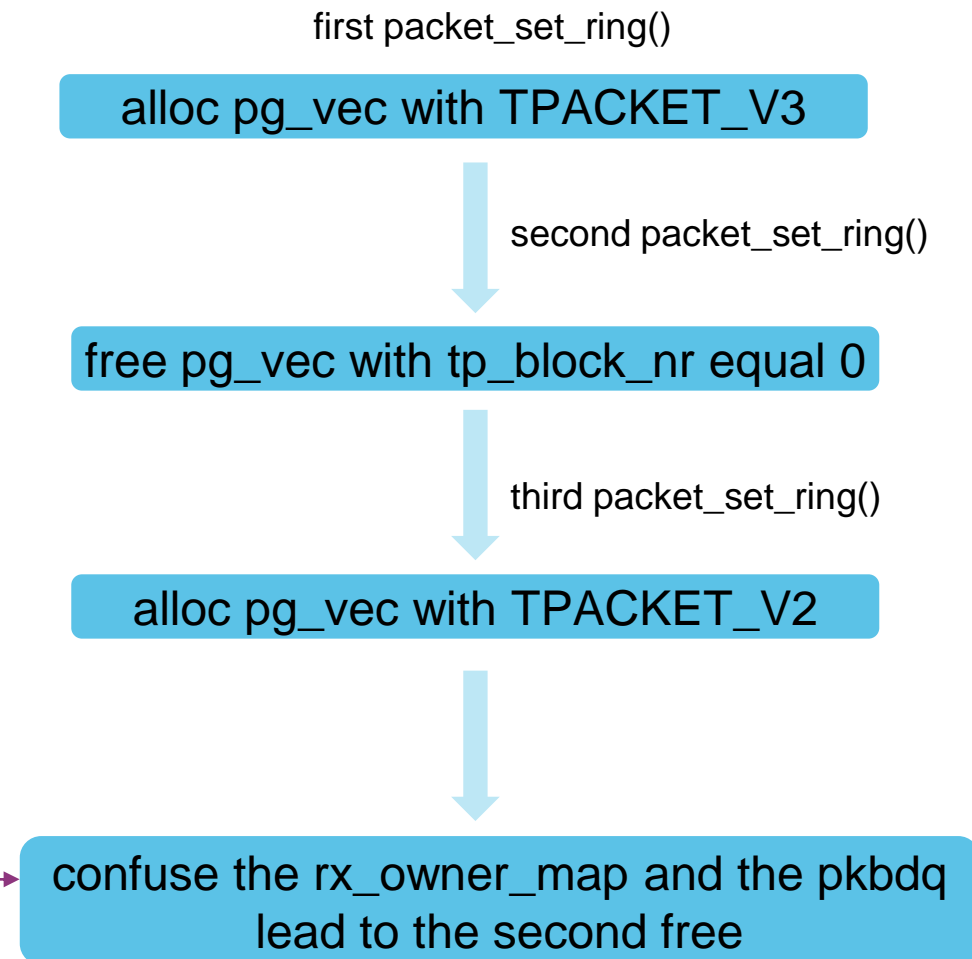 first packet_set_ring()
alloc pg_vec with TPACKET_V3
second packet_set_ring()
free pg_vec with tp_block_nr equal 0
third packet_set_ring()
alloc pg_vec with TPACKET_V2
confuse the rx_owner_map and the pkbdq
lead to the second free